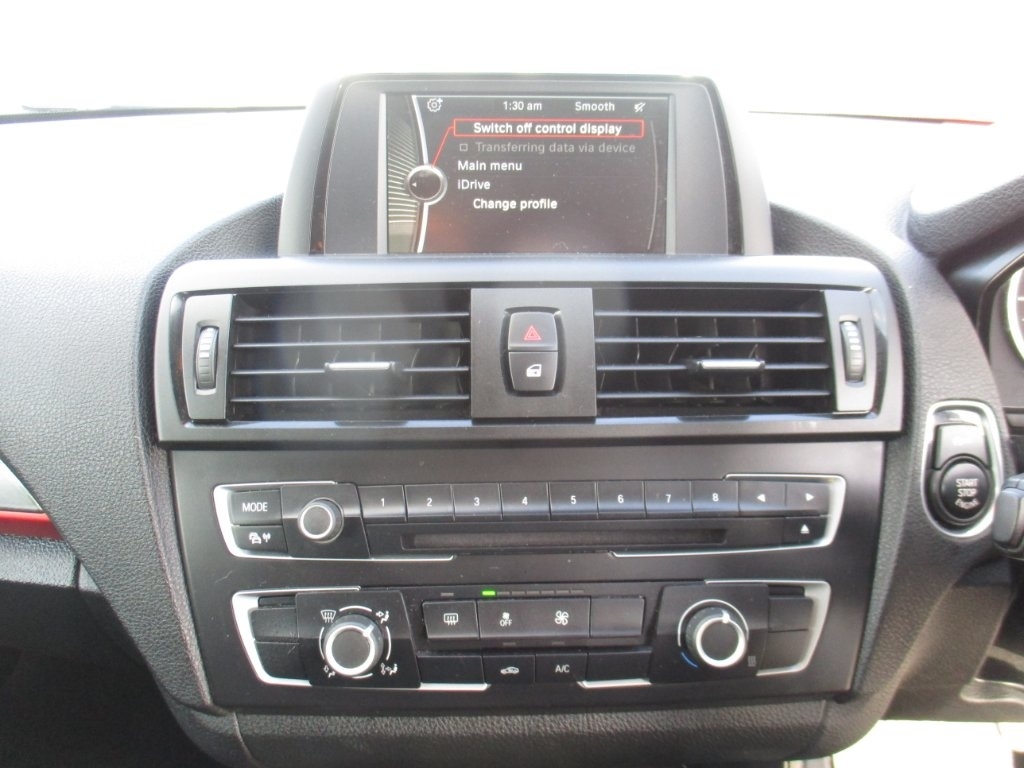 1:30 am Smooth
Switch off control display
Transferring data via device
Main menu
iDrive
Change profile
MODE 1 2 3 4 5 6 7 8
START
STOP
OFF
A/C